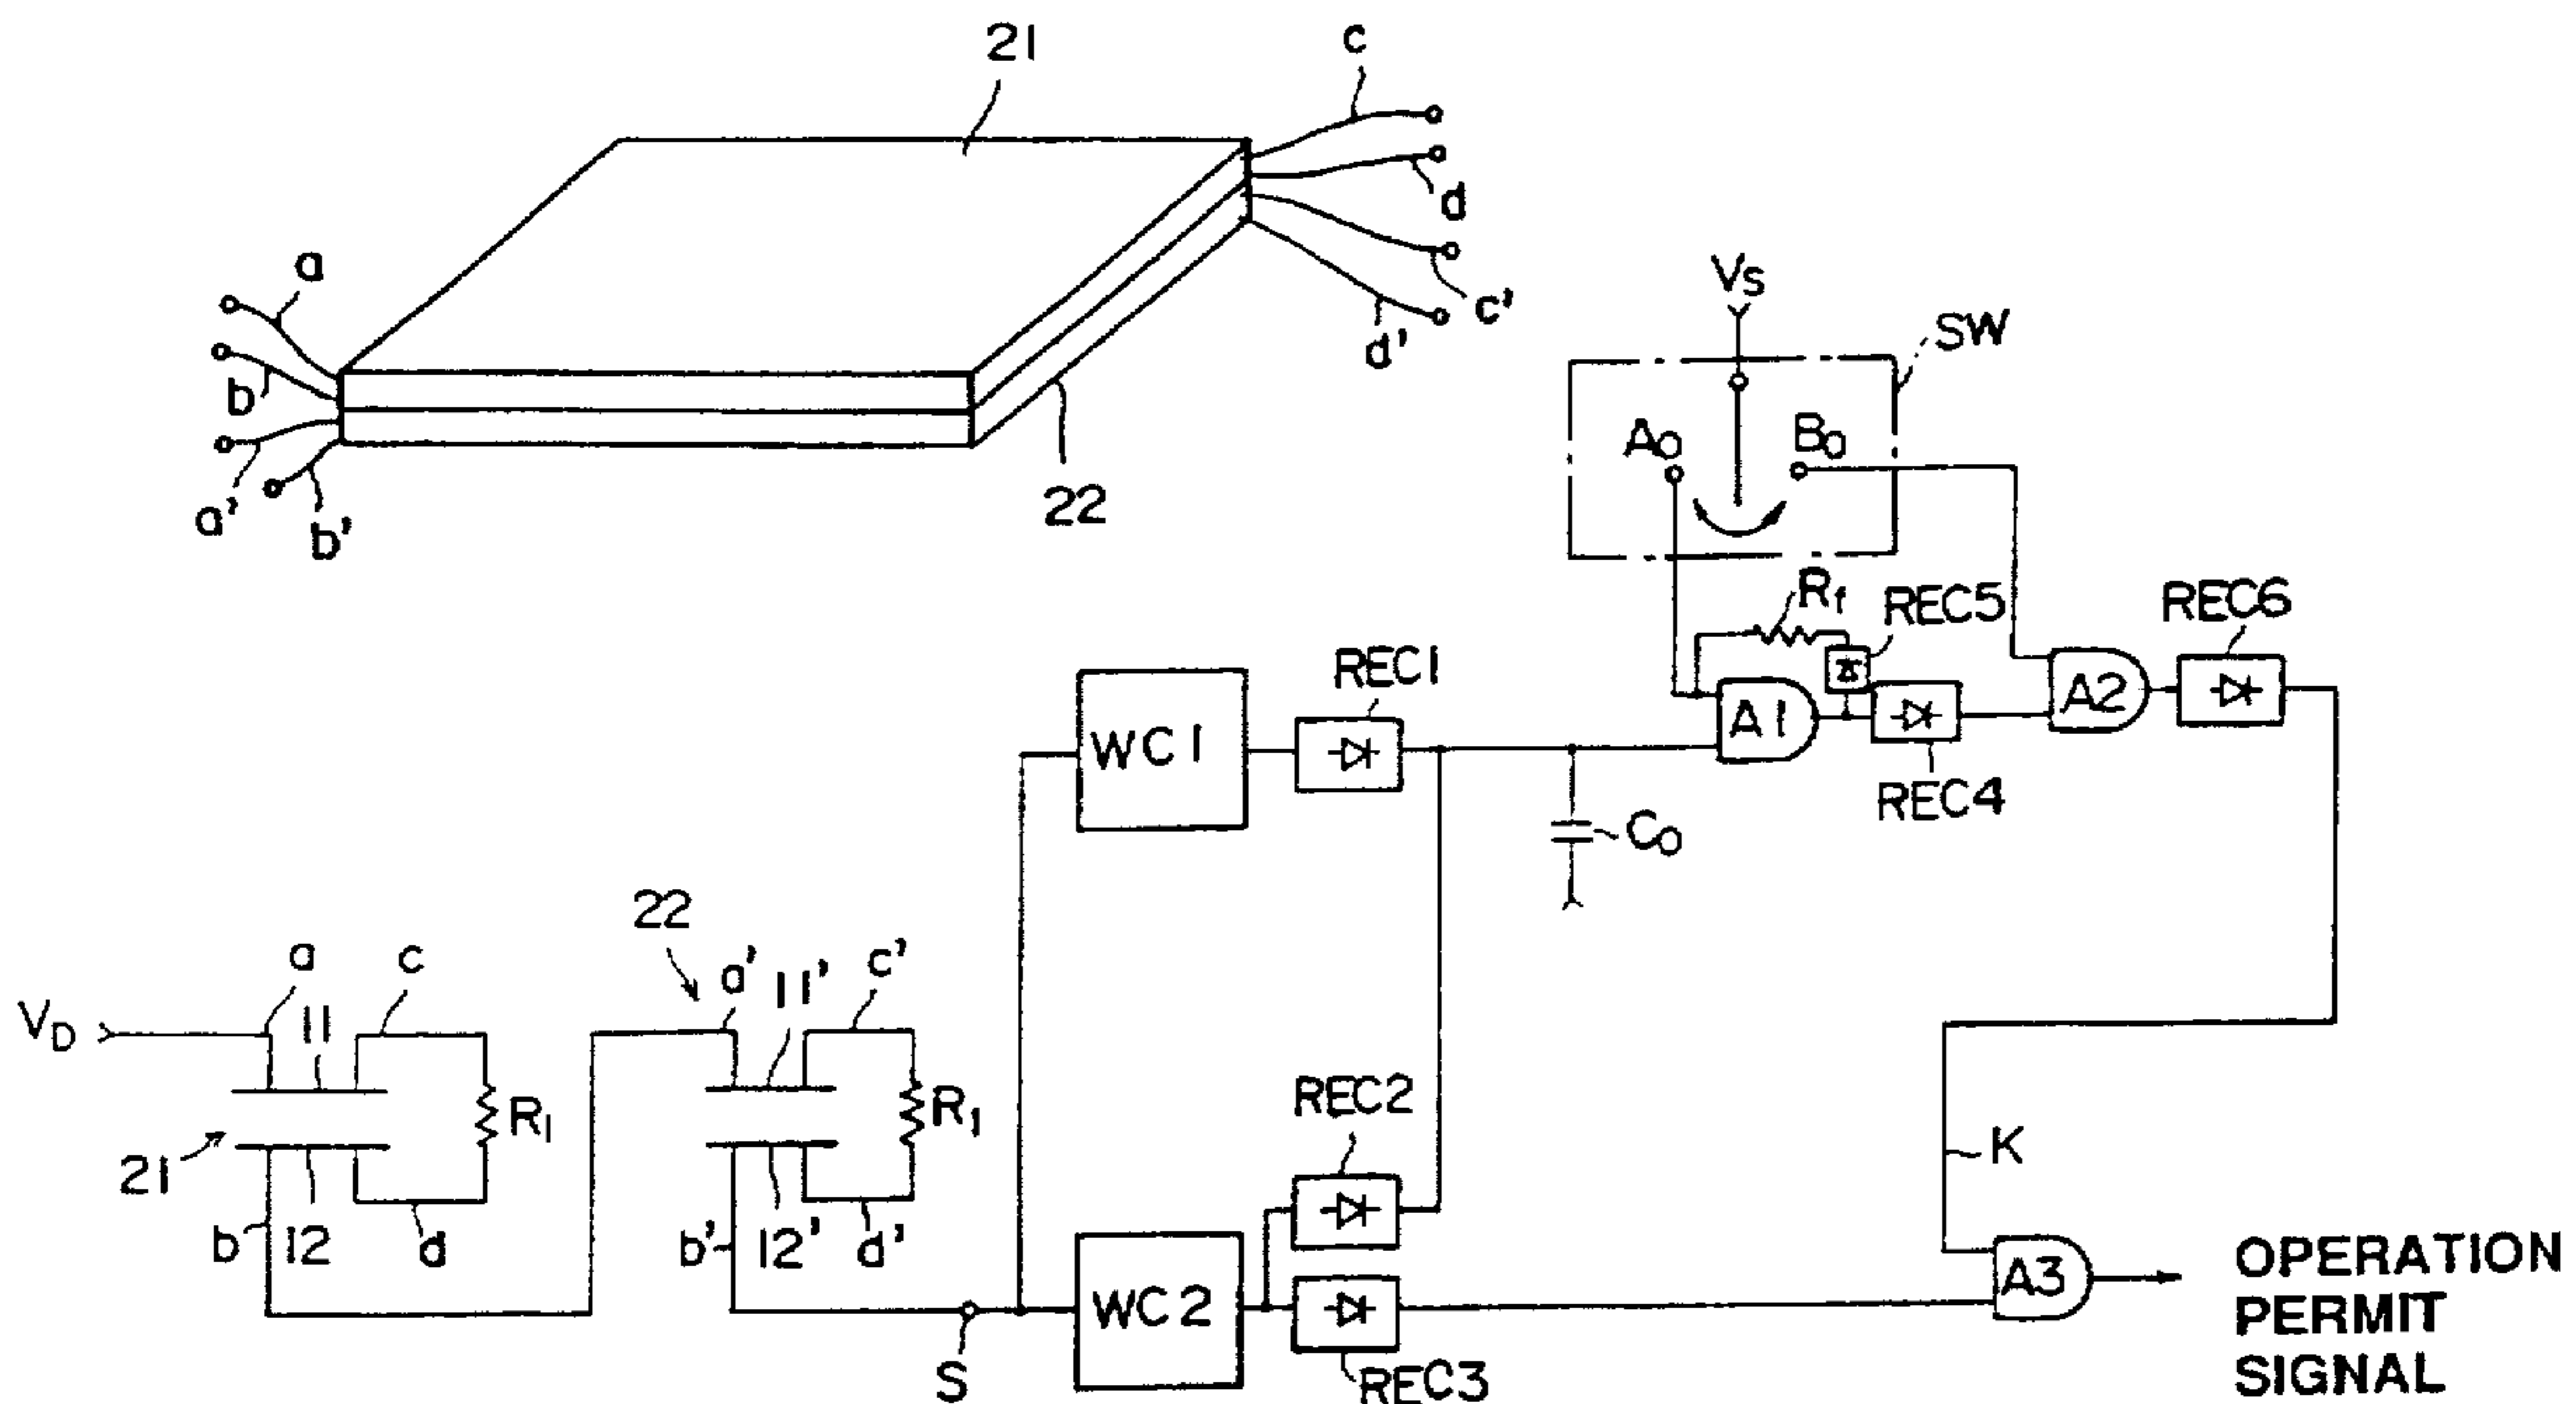 21
c
d
c'
d'
a
b
a'
b'
22
VS
SW
A0
B0
Rf
REC5
REC6
REC1
A1
A2
WC1
REC4
C0
22
a
c
a'
11'
c'
VD
11
R1
R1
REC2
21
K
b
12
d
b'
12'
d'
WC2
A3
S
REC3
OPERATION
PERMIT
SIGNAL